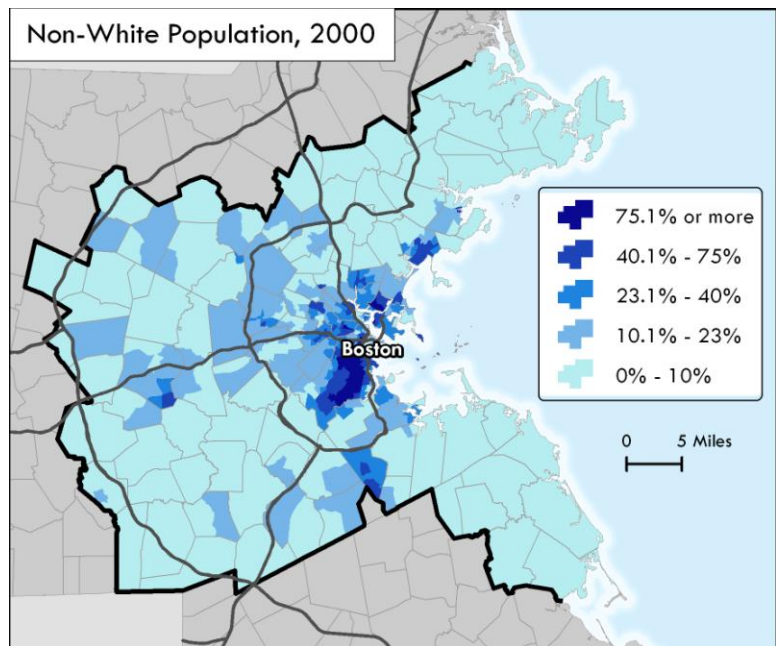 Non-White Population, 2000
75.1% or more
40.1% - 75%
23.1% - 40%
10.1% - 23%
0% - 10%
Boston
0 5 Miles